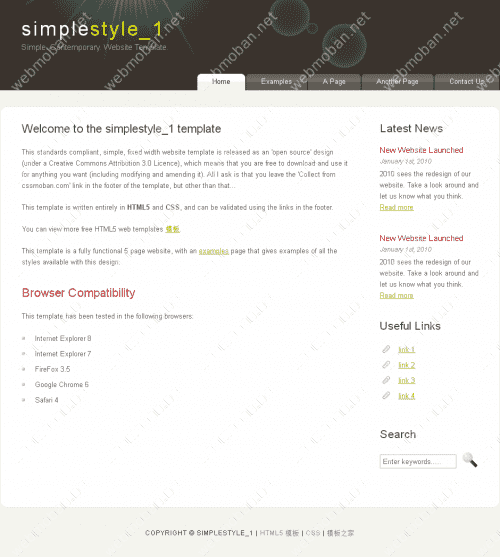 simplestyle_1
Simple. Contemporary. Website Template.
Home
Examples
A Page
Another Page
Contact Us
Welcome to the simplestyle_1 template
This standards compliant, simple, fixed width website template is released as an 'open source' design
(under a Creative Commons Attribution 3.0 Licence), which means that you are free to download and use it
for anything you want (including modifying and amending it). All I ask is that you leave the 'Collect from
cssmoban.com' link in the footer of the template, but other than that...
This template is written entirely in HTML5 and CSS, and can be validated using the links in the footer.
You can view more free HTML5 web templates 模板.
This template is a fully functional 5 page website, with an examples page that gives examples of all the
styles available with this design.
Browser Compatibility
This template has been tested in the following browsers:
Internet Explorer 8
Internet Explorer 7
FireFox 3.5
Google Chrome 6
Safari 4
Latest News
New Website Launched
January 1st, 2010
2010 sees the redesign of our
website. Take a look around and
let us know what you think.
Read more
New Website Launched
January 1st, 2010
2010 sees the redesign of our
website. Take a look around and
let us know what you think.
Read more
Useful Links
link 1
link 2
link 3
link 4
Search
Enter keywords.....
COPYRIGHT © SIMPLESTYLE_1 | HTML5 模板 | CSS | 模板之家
webmoban.net
webmoban.net
webmoban.net
webmoban.net